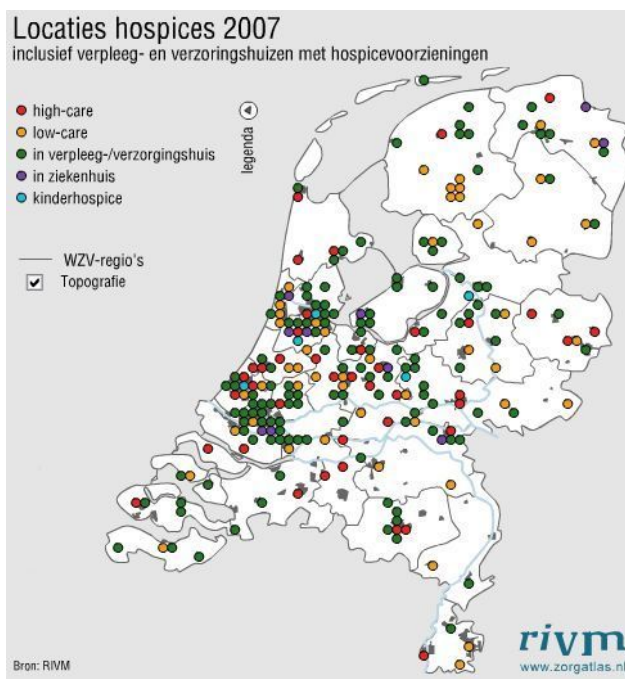 Locaties hospices 2007
inclusief verpleeg- en verzoringshuizen met hospicevoorzieningen
high-care
low-care
in verpleeg-/verzorgingshuis
in ziekenhuis
kinderhospice
legenda
WZV-regio's
Topografie
Bron: RIVM
rivm
www.zorgatlas.nl